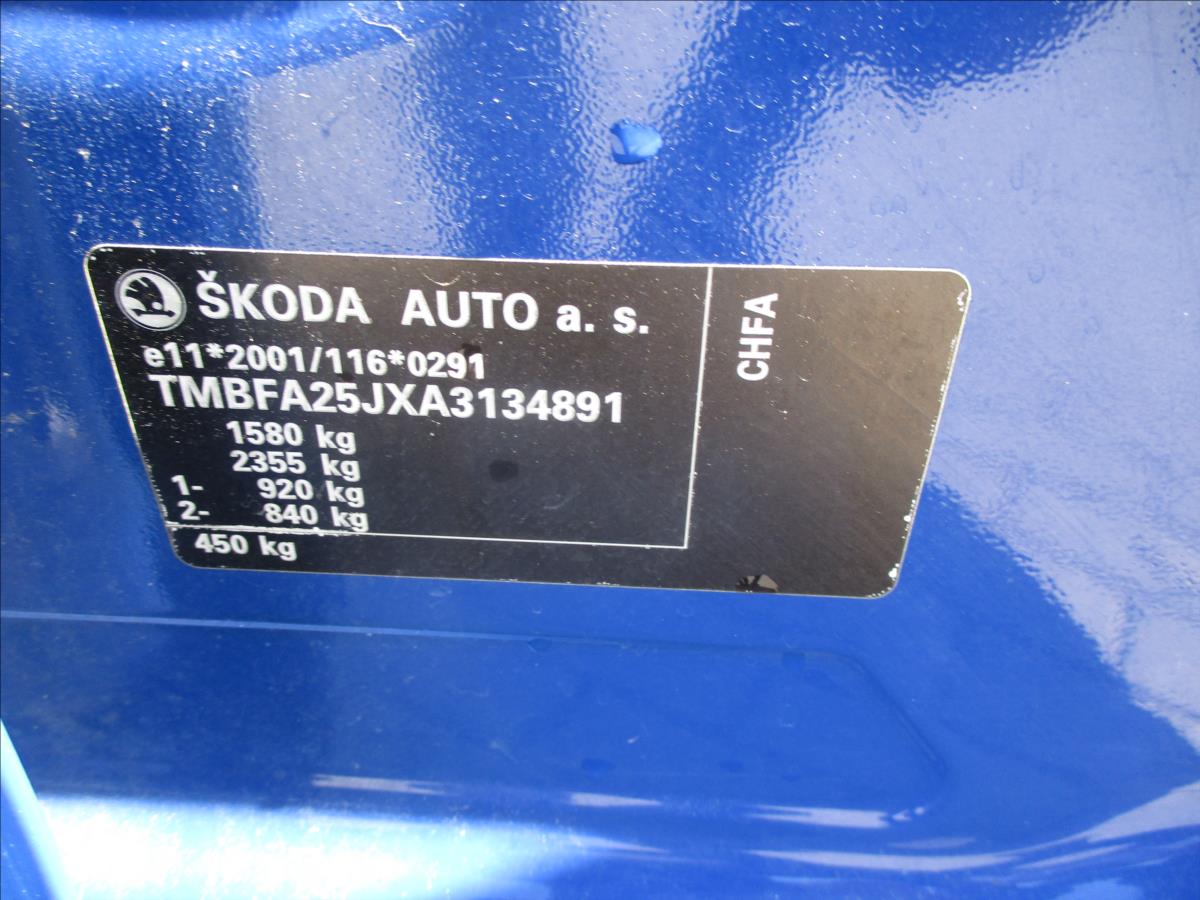 ŠKODA AUTO a. s.
e11*2001/116*0291
TMBFA25JXA3134891
1580 kg
2355 kg
1- 920 kg
2- 840 kg
450 kg
CHFA